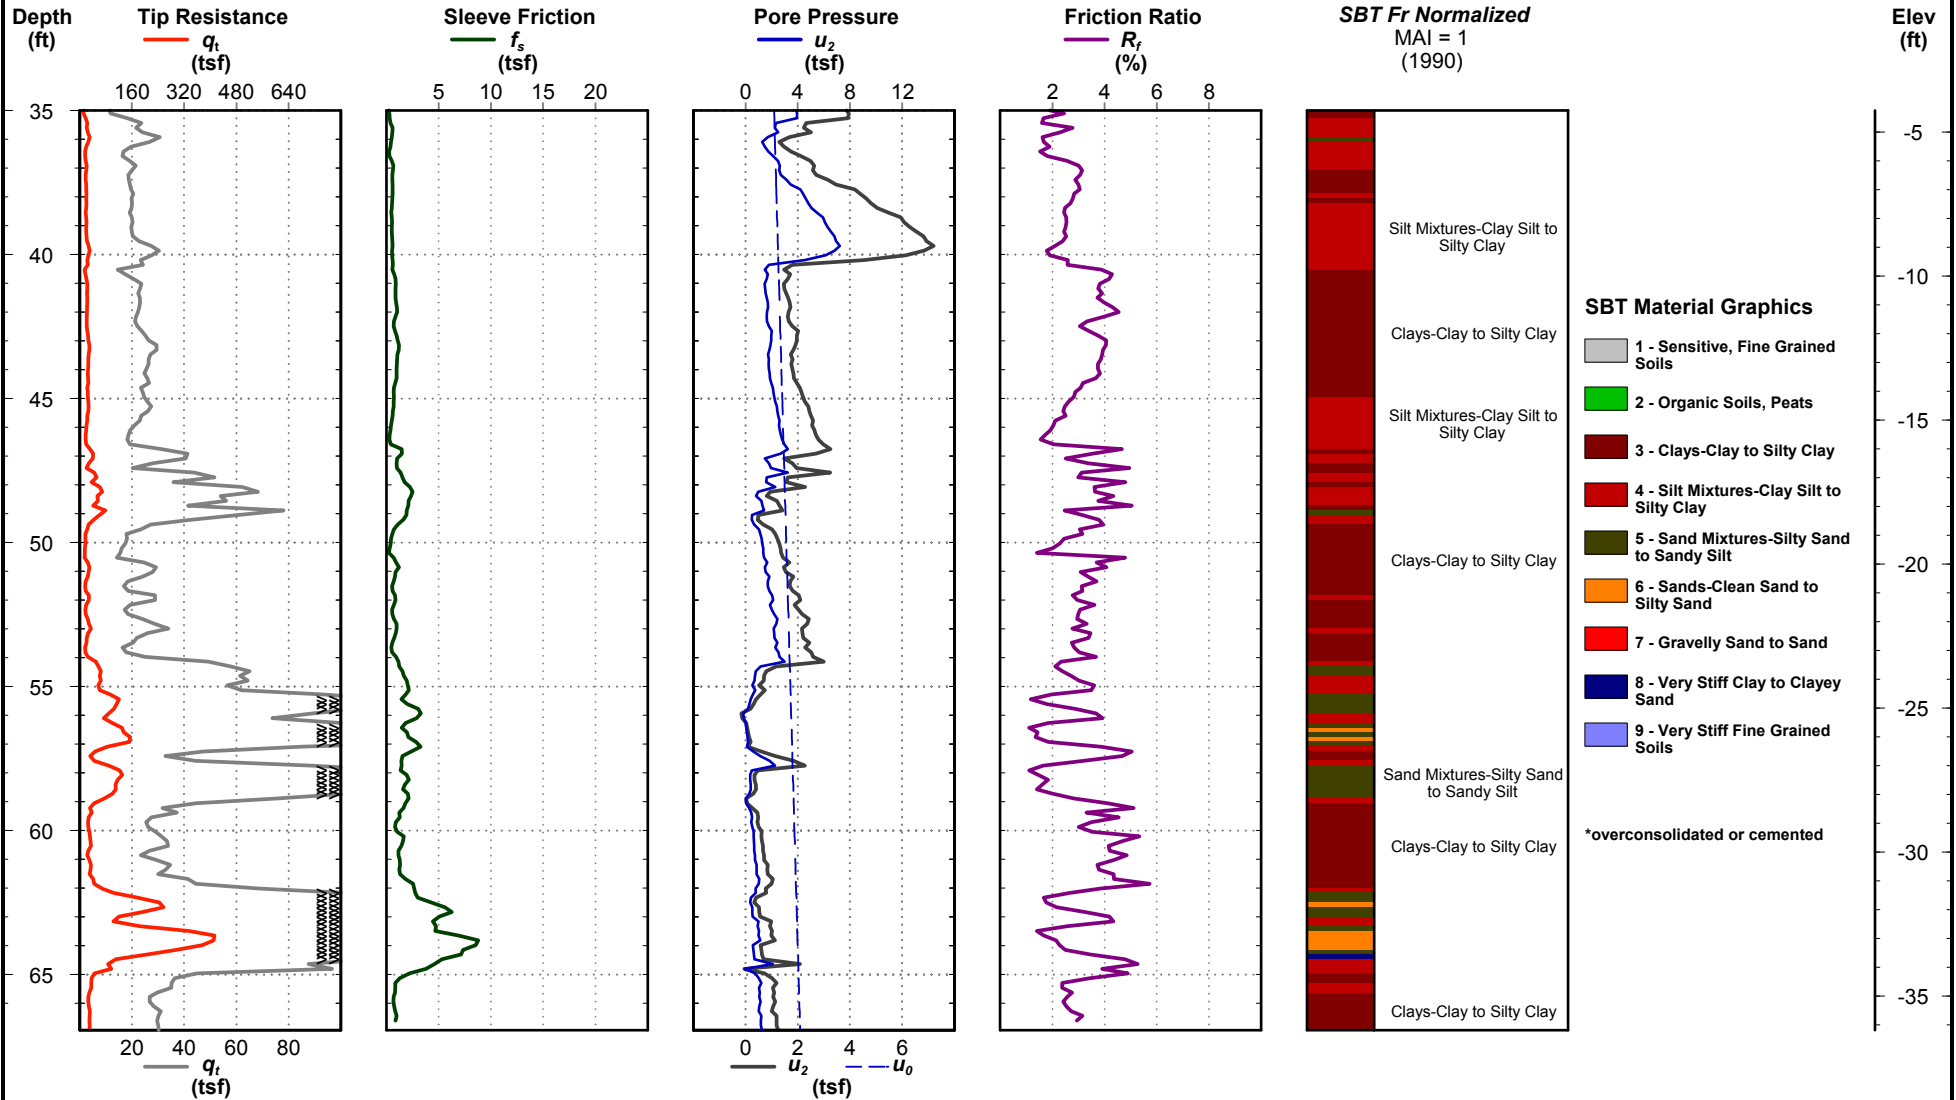 Depth
(ft)
Tip Resistance
qt
(tsf)
160 320 480 640
Sleeve Friction
fs
(tsf)
5 10 15 20
Pore Pressure
u2
(tsf)
0 4 8 12
Friction Ratio
Rf
(%)
2 4 6 8
SBT Fr Normalized
MAI = 1
(1990)
Elev
(ft)
35
40
45
50
55
60
65
Silt Mixtures-Clay Silt to
Silty Clay
Clays-Clay to Silty Clay
Silt Mixtures-Clay Silt to
Silty Clay
Clays-Clay to Silty Clay
Sand Mixtures-Silty Sand
to Sandy Silt
Clays-Clay to Silty Clay
Clays-Clay to Silty Clay
SBT Material Graphics
1 - Sensitive, Fine Grained
Soils
2 - Organic Soils, Peats
3 - Clays-Clay to Silty Clay
4 - Silt Mixtures-Clay Silt to
Silty Clay
5 - Sand Mixtures-Silty Sand
to Sandy Silt
6 - Sands-Clean Sand to
Silty Sand
7 - Gravelly Sand to Sand
8 - Very Stiff Clay to Clayey
Sand
9 - Very Stiff Fine Grained
Soils
*overconsolidated or cemented
-5
-10
-15
-20
-25
-30
-35
20 40 60 80
qt
(tsf)
0 2 4 6
u2 u0
(tsf)